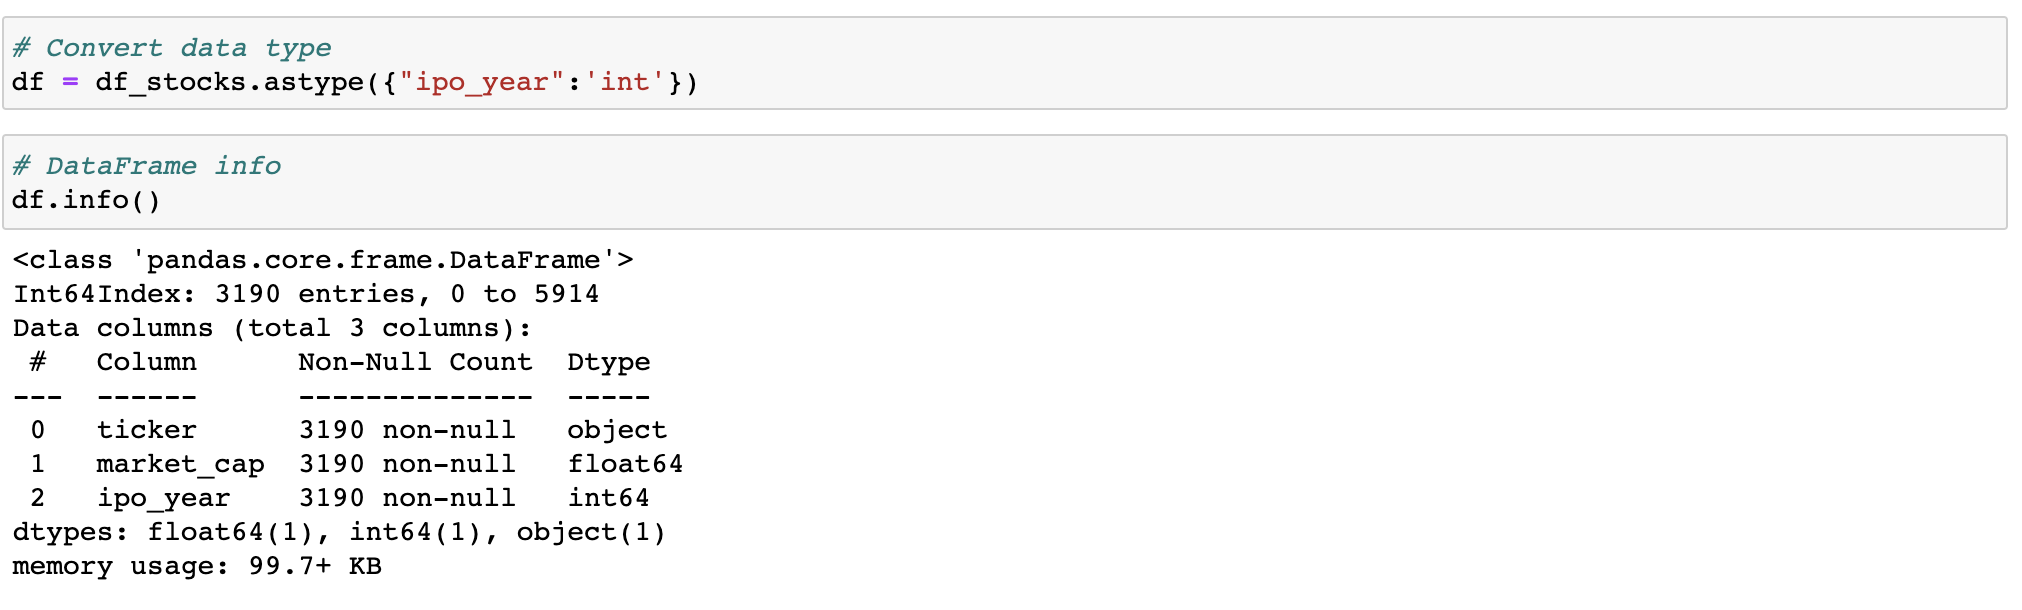 # Convert data type
df = df_stocks.astype({"ipo_year":'int'})
# DataFrame info
df.info()
<class 'pandas.core.frame.DataFrame'>
Int64Index: 3190 entries, 0 to 5914
Data columns (total 3 columns):
 #   Column      Non-Null Count  Dtype
---  ------      --------------  -----
 0   ticker      3190 non-null   object
 1   market_cap  3190 non-null   float64
 2   ipo_year    3190 non-null   int64
dtypes: float64(1), int64(1), object(1)
memory usage: 99.7+ KB